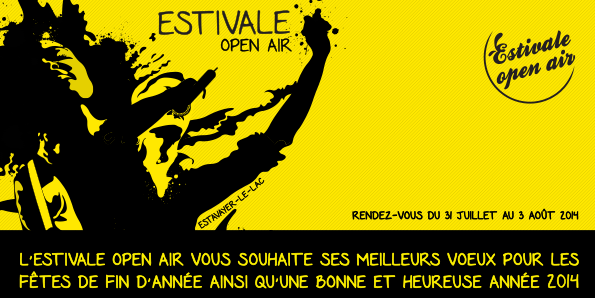 ESTIVALE
OPEN AIR
Estivale
open air
ESTAVAYER-LE-LAC
RENDEZ-VOUS DU 31 JUILLET AU 3 AOÛT 2014
L'ESTIVALE OPEN AIR VOUS SOUHAITE SES MEILLEURS VOEUX POUR LES
FÊTES DE FIN D'ANNÉE AINSI QU'UNE BONNE ET HEUREUSE ANNÉE 2014